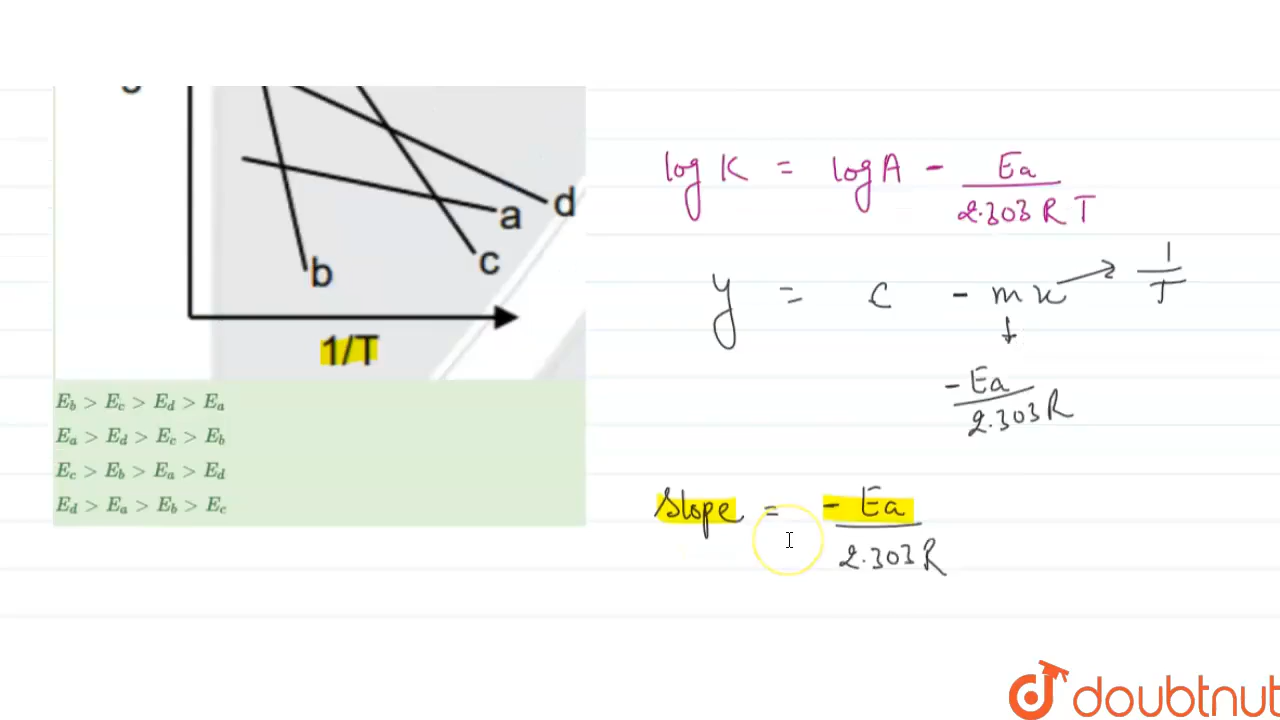 d
a
c
b
1/T
E_b > E_c > E_d > E_a
E_a > E_d > E_c > E_b
E_c > E_b > E_a > E_d
E_d > E_a > E_b > E_c
log K = log A - Ea / 2.303 R T
y = c - mx → 1/T
↓
-Ea / 2.303R
Slope = -Ea / 2.303R
doubtnut